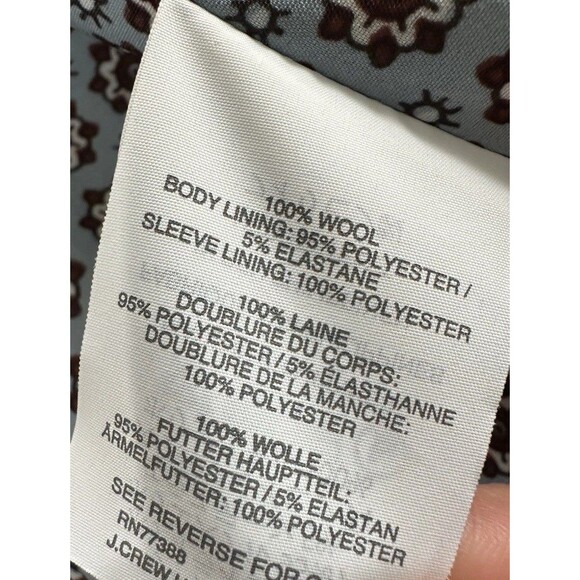 100% WOOL
BODY LINING: 95% POLYESTER /
5% ELASTANE
SLEEVE LINING: 100% POLYESTER
100% LAINE
DOUBLURE DU CORPS:
95% POLYESTER / 5% ÉLASTHANNE
DOUBLURE DE LA MANCHE:
100% POLYESTER
100% WOLLE
FUTTER HAUPTTEIL:
95% POLYESTER / 5% ELASTAN
ÄRMELFUTTER: 100% POLYESTER
SEE REVERSE FOR
RN77388
J.CREW